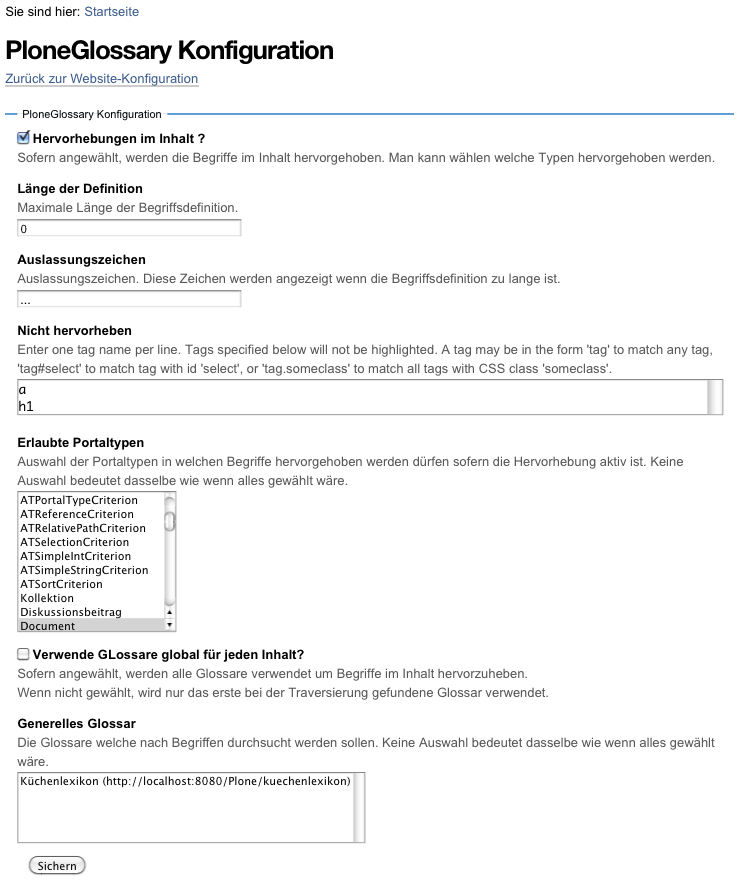 Sie sind hier: Startseite
PloneGlossary Konfiguration
Zurück zur Website-Konfiguration
PloneGlossary Konfiguration
Hervorhebungen im Inhalt ?
Sofern angewählt, werden die Begriffe im Inhalt hervorgehoben. Man kann wählen welche Typen hervorgehoben werden.
Länge der Definition
Maximale Länge der Begriffsdefinition.
0
Auslassungszeichen
Auslassungszeichen. Diese Zeichen werden angezeigt wenn die Begriffsdefinition zu lange ist.
...
Nicht hervorheben
Enter one tag name per line. Tags specified below will not be highlighted. A tag may be in the form 'tag' to match any tag,
'tag#select' to match tag with id 'select', or 'tag.someclass' to match all tags with CSS class 'someclass'.
a
h1
Erlaubte Portaltypen
Auswahl der Portaltypen in welchen Begriffe hervorgehoben werden dürfen sofern die Hervorhebung aktiv ist. Keine
Auswahl bedeutet dasselbe wie wenn alles gewählt wäre.
ATPortalTypeCriterion
ATReferenceCriterion
ATRelativePathCriterion
ATSelectionCriterion
ATSimpleIntCriterion
ATSimpleStringCriterion
ATSortCriterion
Kollektion
Diskussionsbeitrag
Document
Verwende GLossare global für jeden Inhalt?
Sofern angewählt, werden alle Glossare verwendet um Begriffe im Inhalt hervorzuheben.
Wenn nicht gewählt, wird nur das erste bei der Traversierung gefundene Glossar verwendet.
Generelles Glossar
Die Glossare welche nach Begriffen durchsucht werden sollen. Keine Auswahl bedeutet dasselbe wie wenn alles gewählt
wäre.
Küchenlexikon (http://localhost:8080/Plone/kuechenlexikon)
Sichern